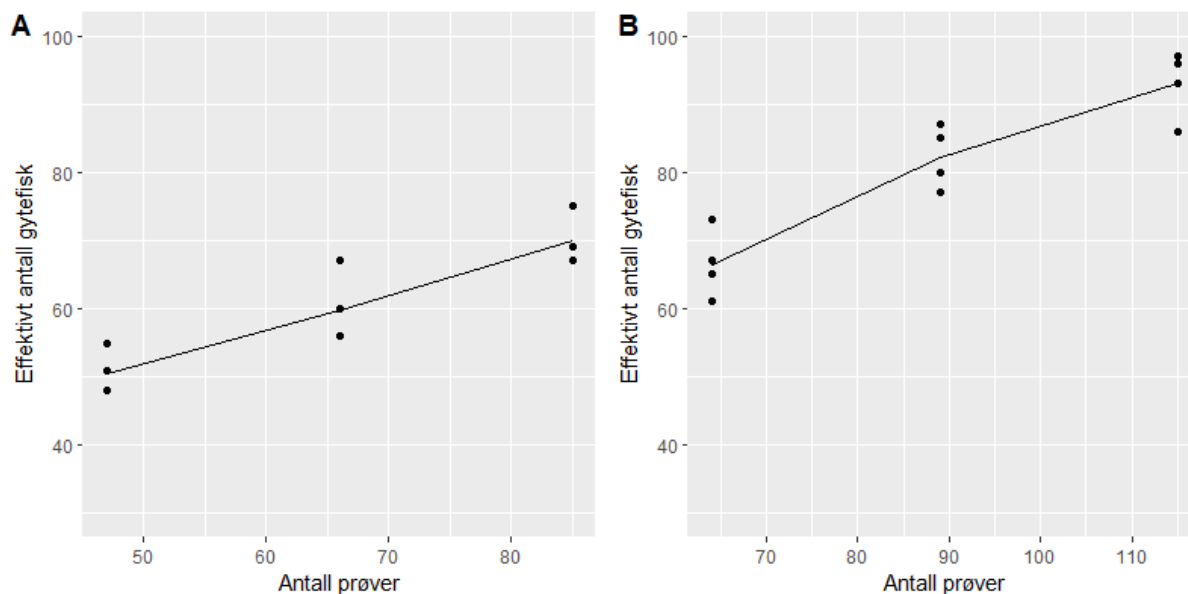 A
Effektivt antall gytefisk
100
80
60
40
50 60 70 80
Antall prøver
B
Effektivt antall gytefisk
100
80
60
40
70 80 90 100 110
Antall prøver